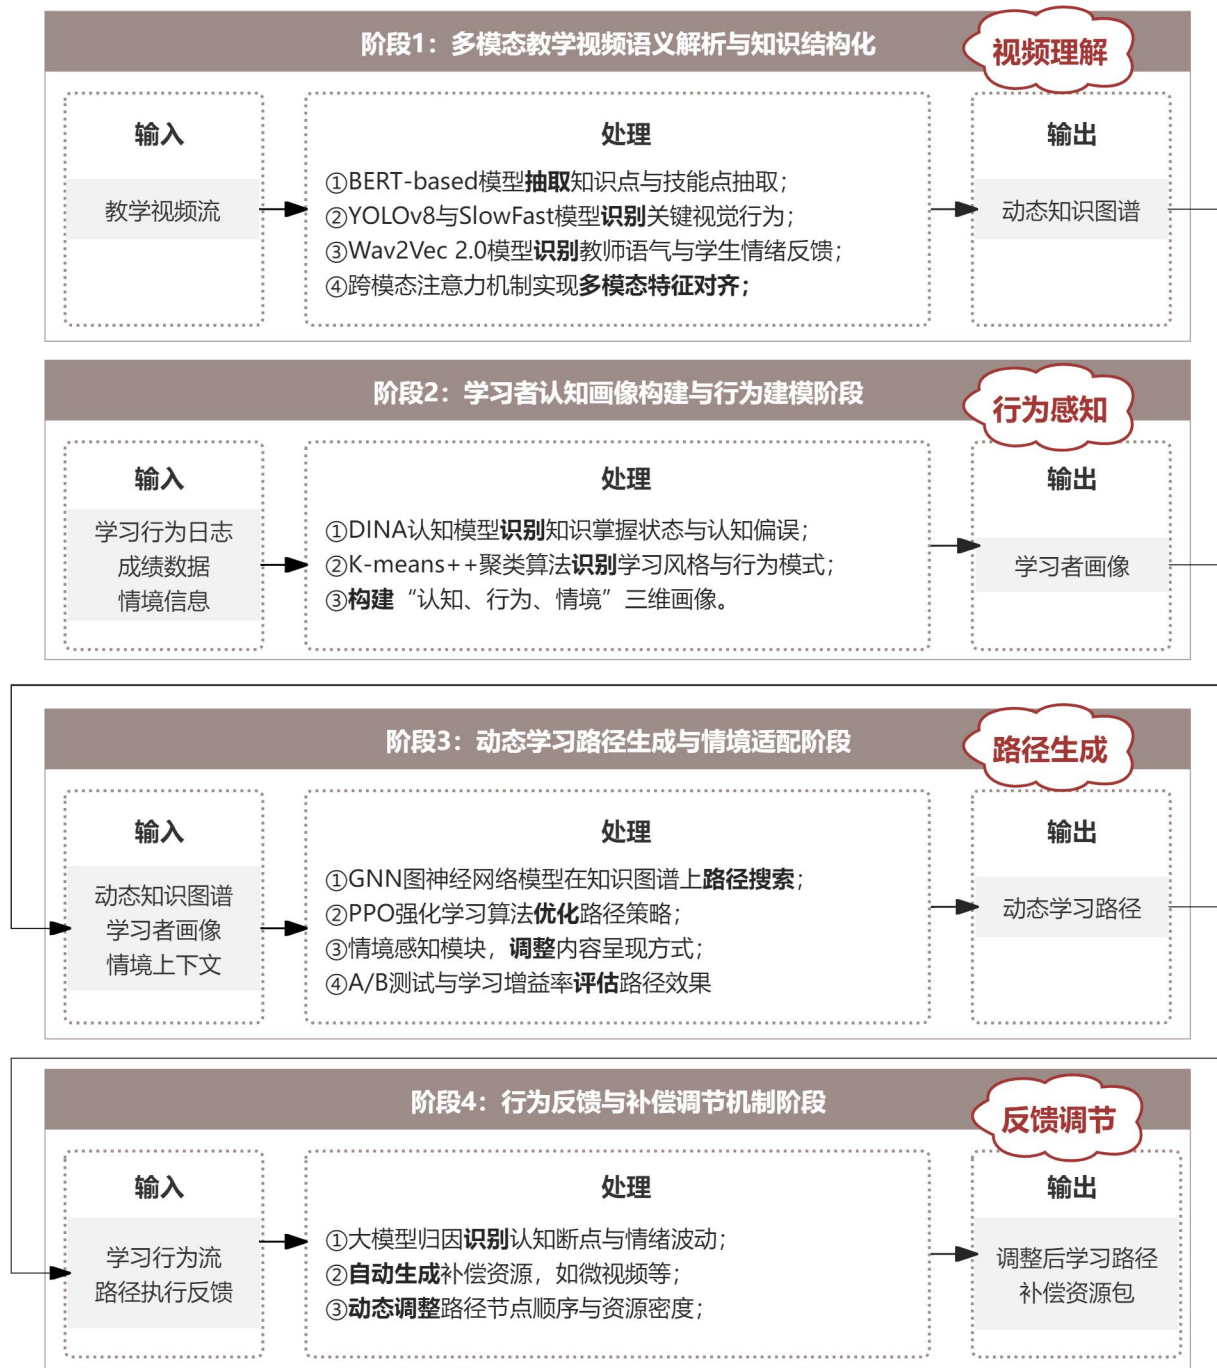 阶段1：多模态教学视频语义解析与知识结构化
视频理解
输入
处理
输出
教学视频流
①BERT-based模型抽取知识点与技能点抽取；
②YOLOv8与SlowFast模型识别关键视觉行为；
③Wav2Vec 2.0模型识别教师语气与学生情绪反馈；
④跨模态注意力机制实现多模态特征对齐；
动态知识图谱
阶段2：学习者认知画像构建与行为建模阶段
行为感知
输入
处理
输出
学习行为日志
成绩数据
情境信息
①DINA认知模型识别知识掌握状态与认知偏误；
②K-means++聚类算法识别学习风格与行为模式；
③构建“认知、行为、情境”三维画像。
学习者画像
阶段3：动态学习路径生成与情境适配阶段
路径生成
输入
处理
输出
动态知识图谱
学习者画像
情境上下文
①GNN图神经网络模型在知识图谱上路径搜索；
②PPO强化学习算法优化路径策略；
③情境感知模块，调整内容呈现方式；
④A/B测试与学习增益率评估路径效果
动态学习路径
阶段4：行为反馈与补偿调节机制阶段
反馈调节
输入
处理
输出
学习行为流
路径执行反馈
①大模型归因识别认知断点与情绪波动；
②自动生成补偿资源，如微视频等；
③动态调整路径节点顺序与资源密度；
调整后学习路径
补偿资源包